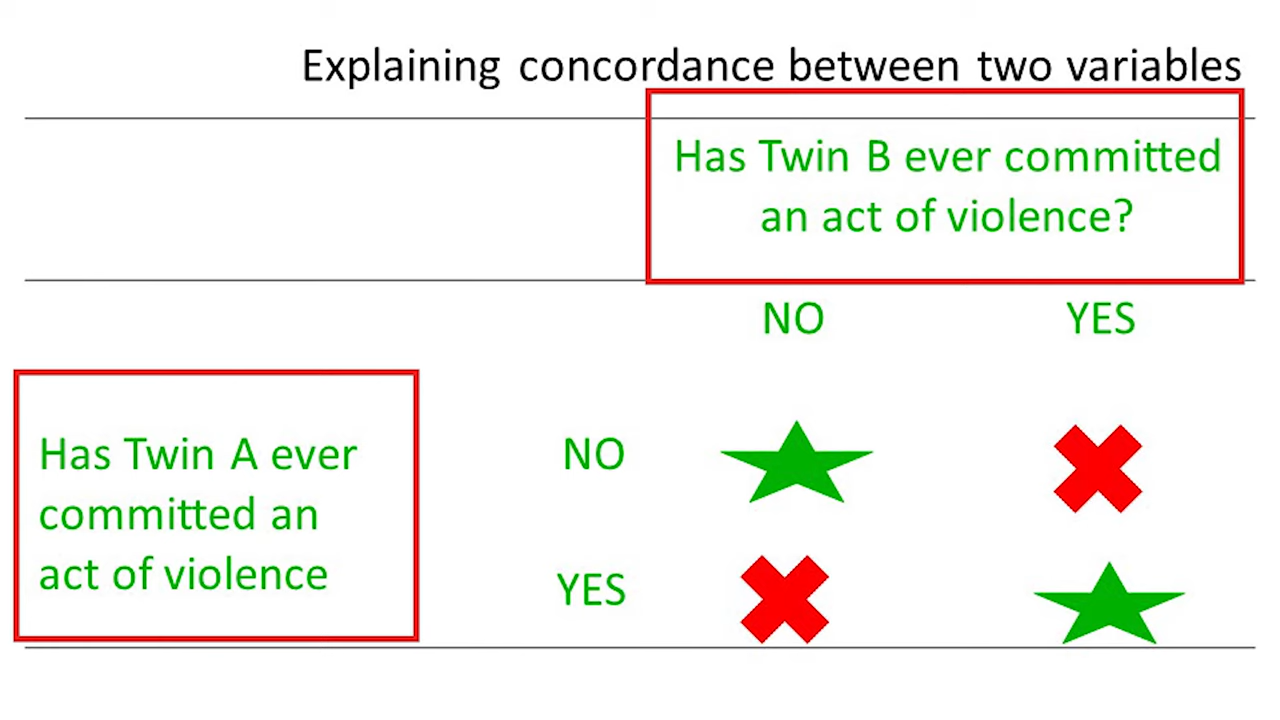 Explaining concordance between two variables
Has Twin B ever committed
an act of violence?
NO YES
Has Twin A ever
committed an
act of violence
NO
YES